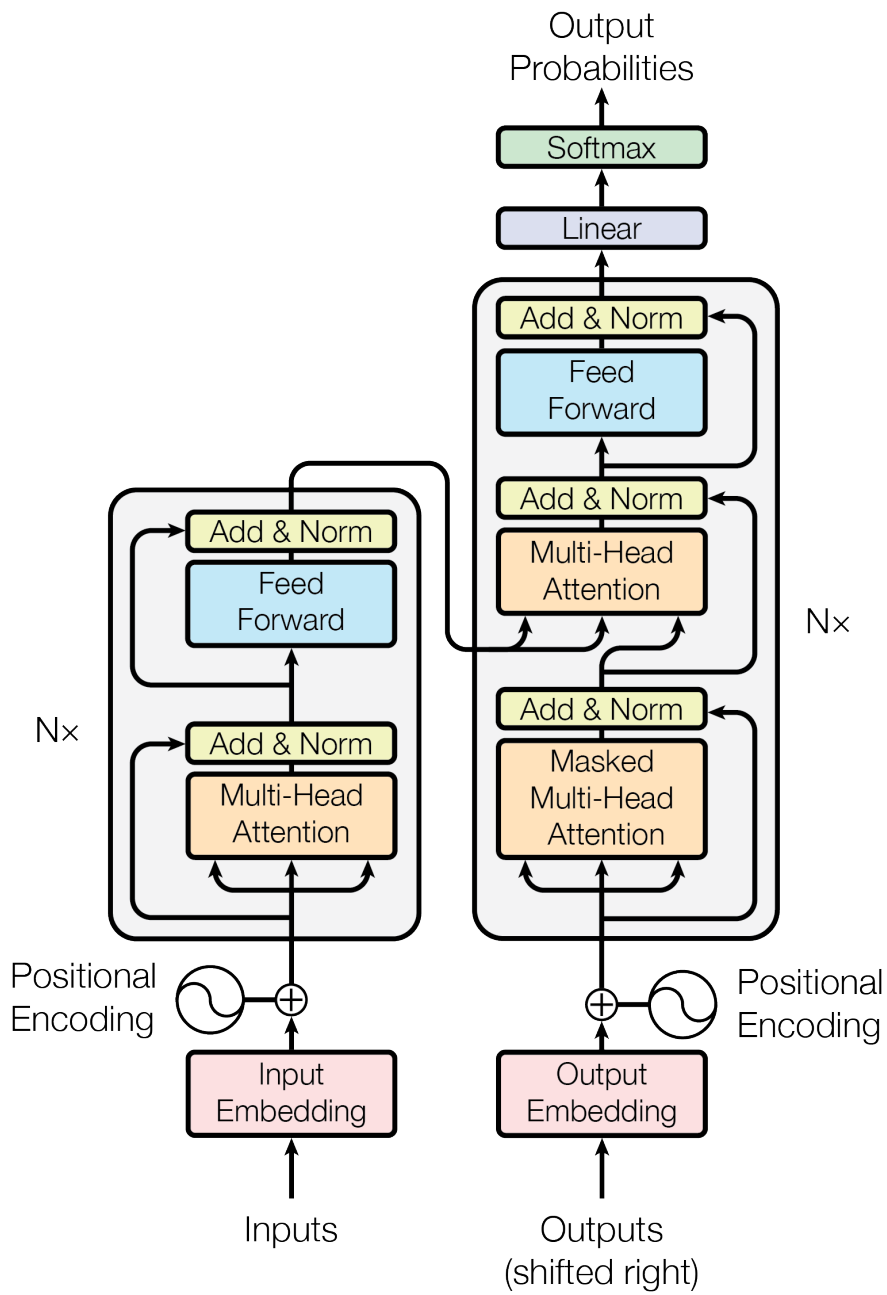 Output
Probabilities
Softmax
Linear
Add & Norm
Feed
Forward
Add & Norm
Multi-Head
Attention
Add & Norm
Masked
Multi-Head
Attention
N×
Add & Norm
Feed
Forward
Add & Norm
Multi-Head
Attention
N×
Positional
Encoding
Positional
Encoding
Input
Embedding
Output
Embedding
Inputs
Outputs
(shifted right)